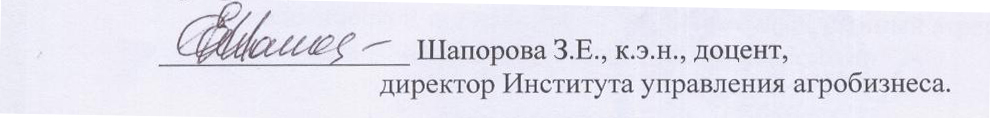 Шапорова З.Е., к.э.н., доцент,
директор Института управления агробизнеса.